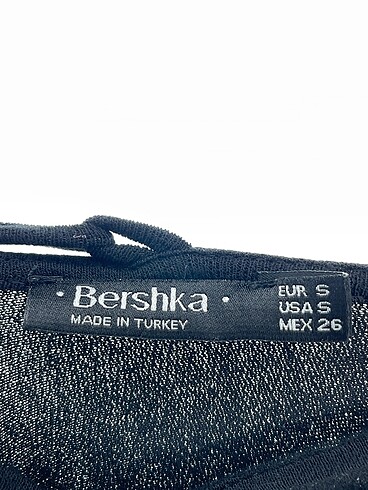 · Bershka ·
MADE IN TURKEY
EUR S
USA S
MEX 26